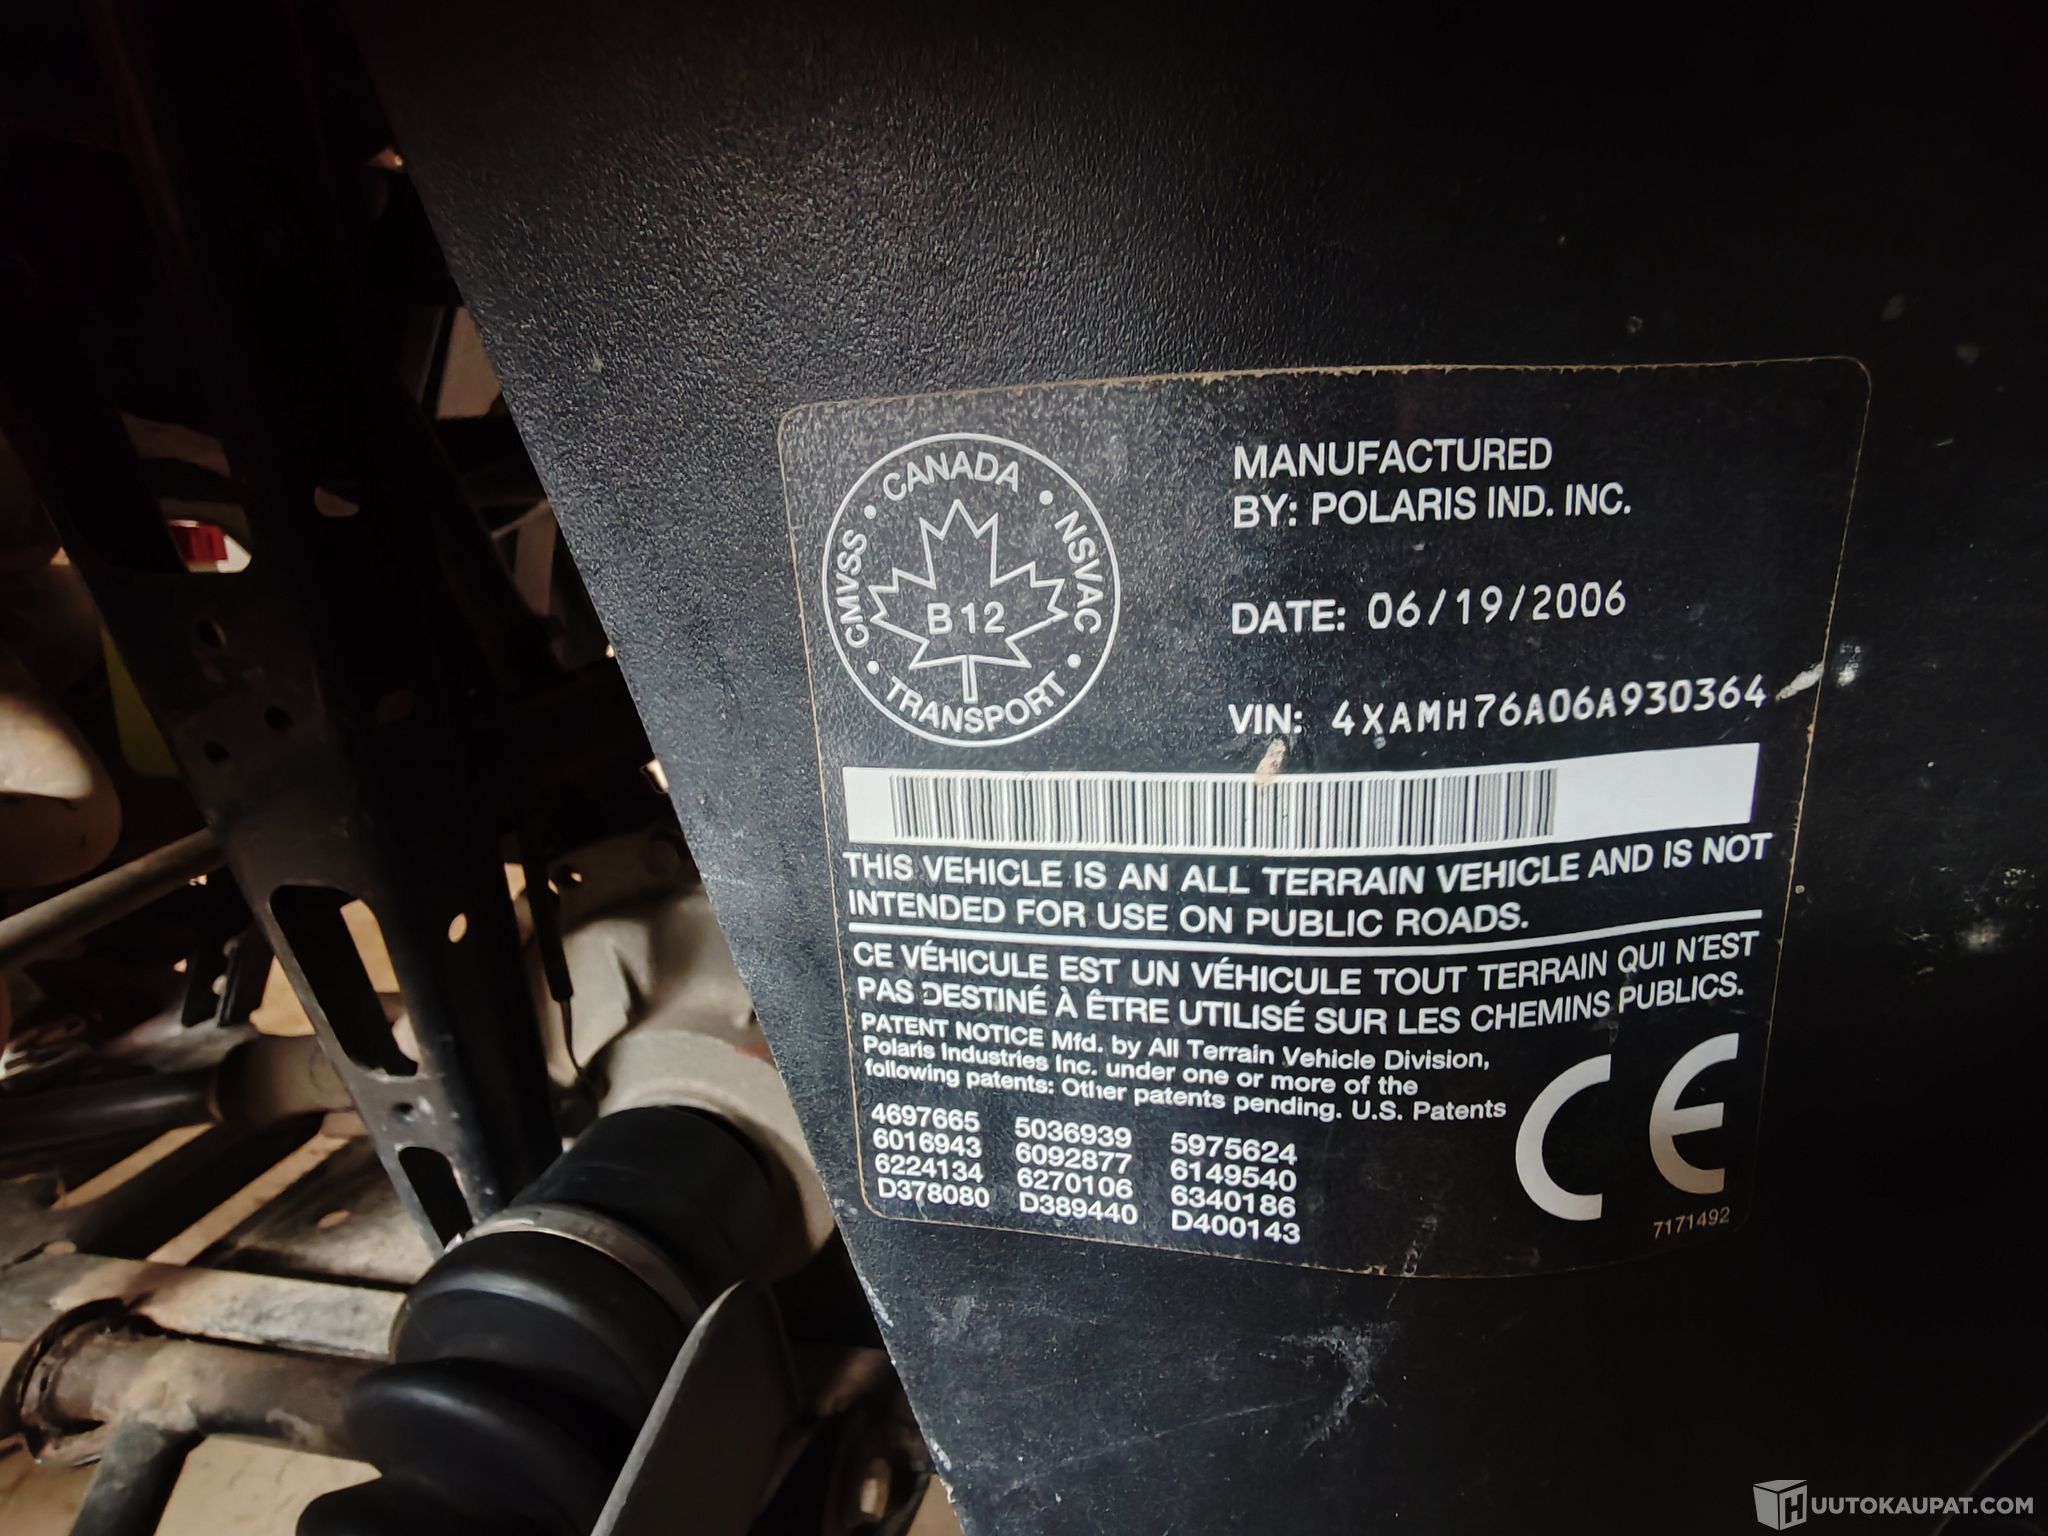 CANADA
NSVAC
TRANSPORT
CMVSS
B12
MANUFACTURED
BY: POLARIS IND. INC.
DATE: 06/19/2006
VIN: 4XAMH76A06A930364
THIS VEHICLE IS AN ALL TERRAIN VEHICLE AND IS NOT
INTENDED FOR USE ON PUBLIC ROADS.
CE VÉHICULE EST UN VÉHICULE TOUT TERRAIN QUI N'EST
PAS DESTINÉ À ÊTRE UTILISÉ SUR LES CHEMINS PUBLICS.
PATENT NOTICE Mfd. by All Terrain Vehicle Division,
Polaris Industries Inc. under one or more of the
following patents: Other patents pending. U.S. Patents
4697665 5036939 5975624
6016943 6092877 6149540
6224134 6270106 6340186
D378080 D389440 D400143
CE
7171492
HUUTOKAUPAT.COM